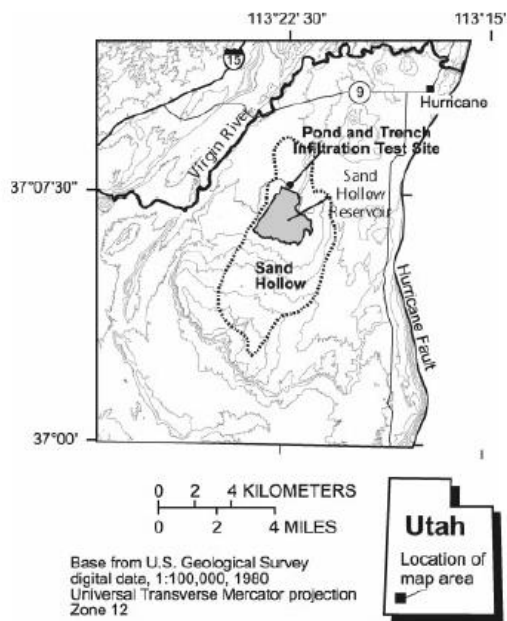 113°22'30"
113°15'
15
9
Hurricane
Virgin River
Pond and Trench
Infiltration Test Site
37°07'30"
Sand
Hollow
Reservoir
Sand
Hollow
Hurricane Fault
37°00'
0 2 4 KILOMETERS
0 2 4 MILES
Utah
Location of
map area
Base from U.S. Geological Survey
digital data, 1:100,000, 1980
Universal Transverse Mercator projection
Zone 12